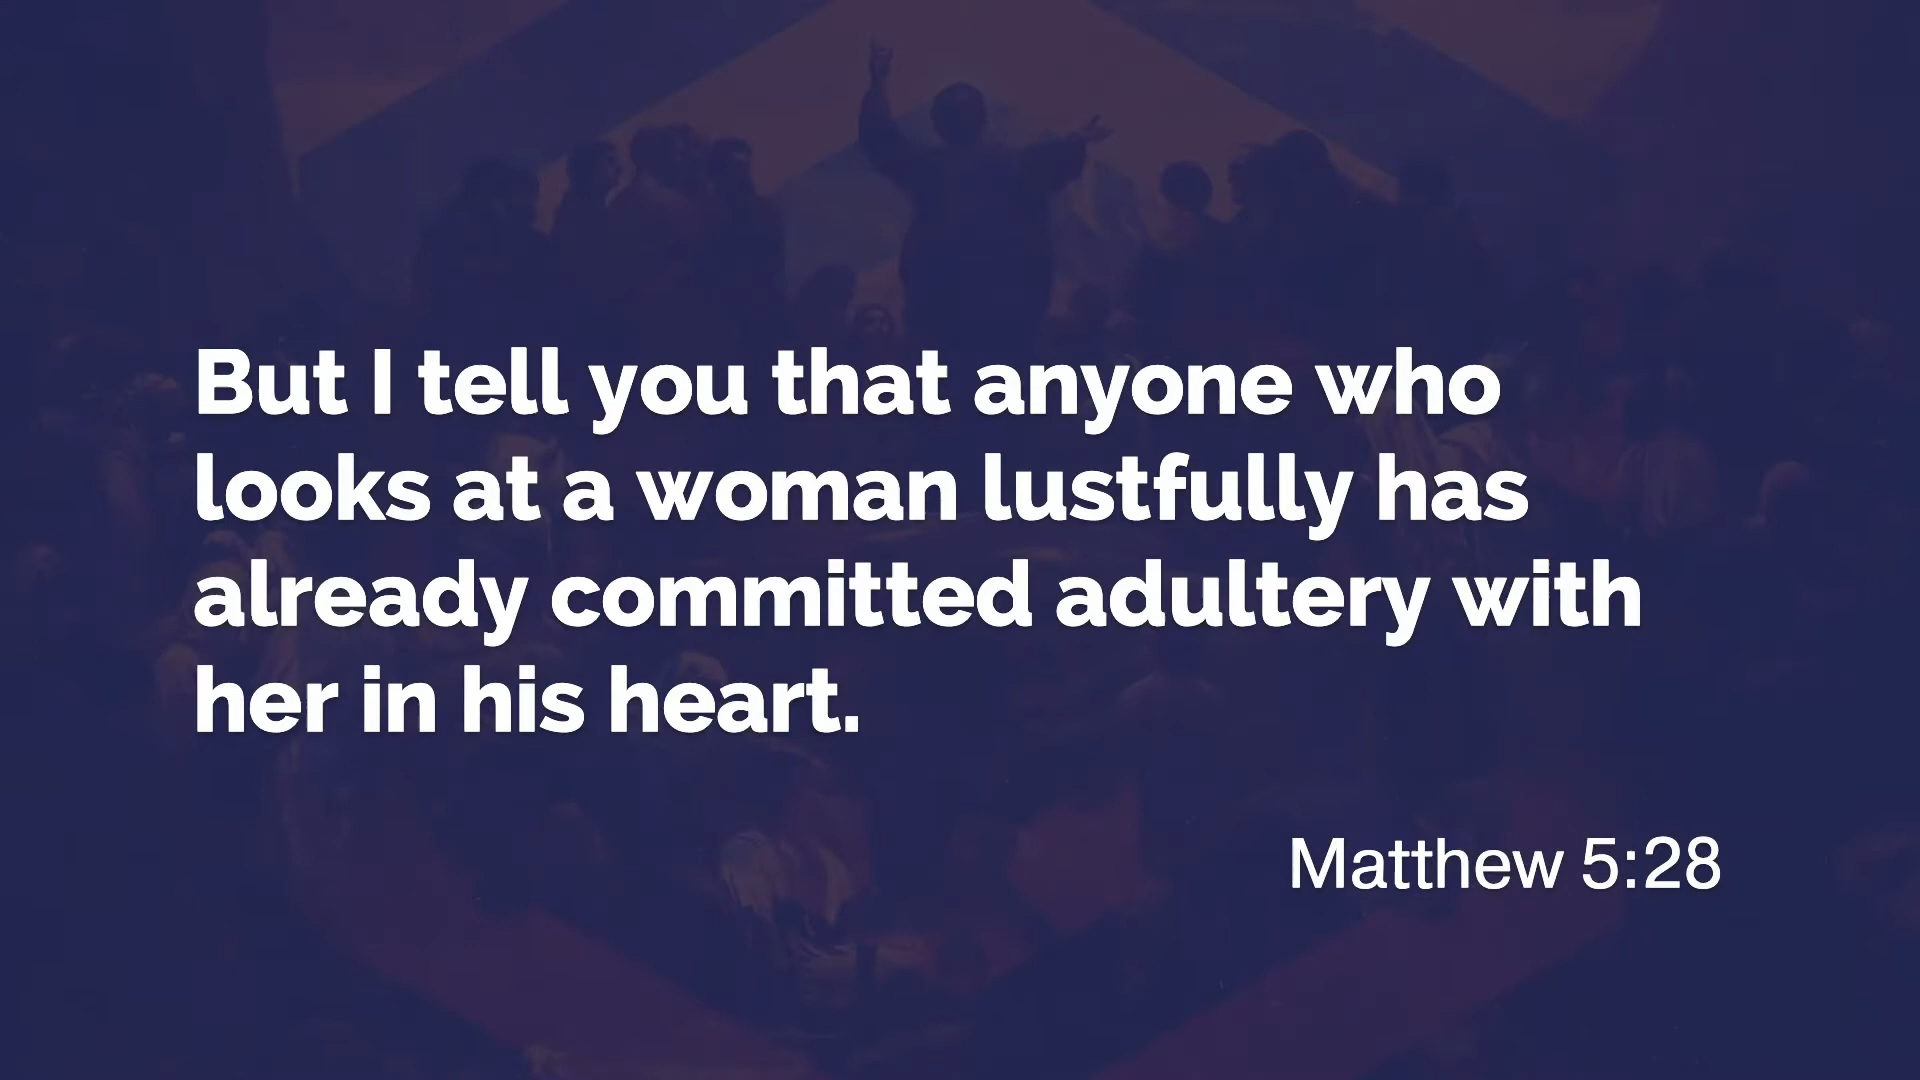 But I tell you that anyone who
looks at a woman lustfully has
already committed adultery with
her in his heart.
Matthew 5:28